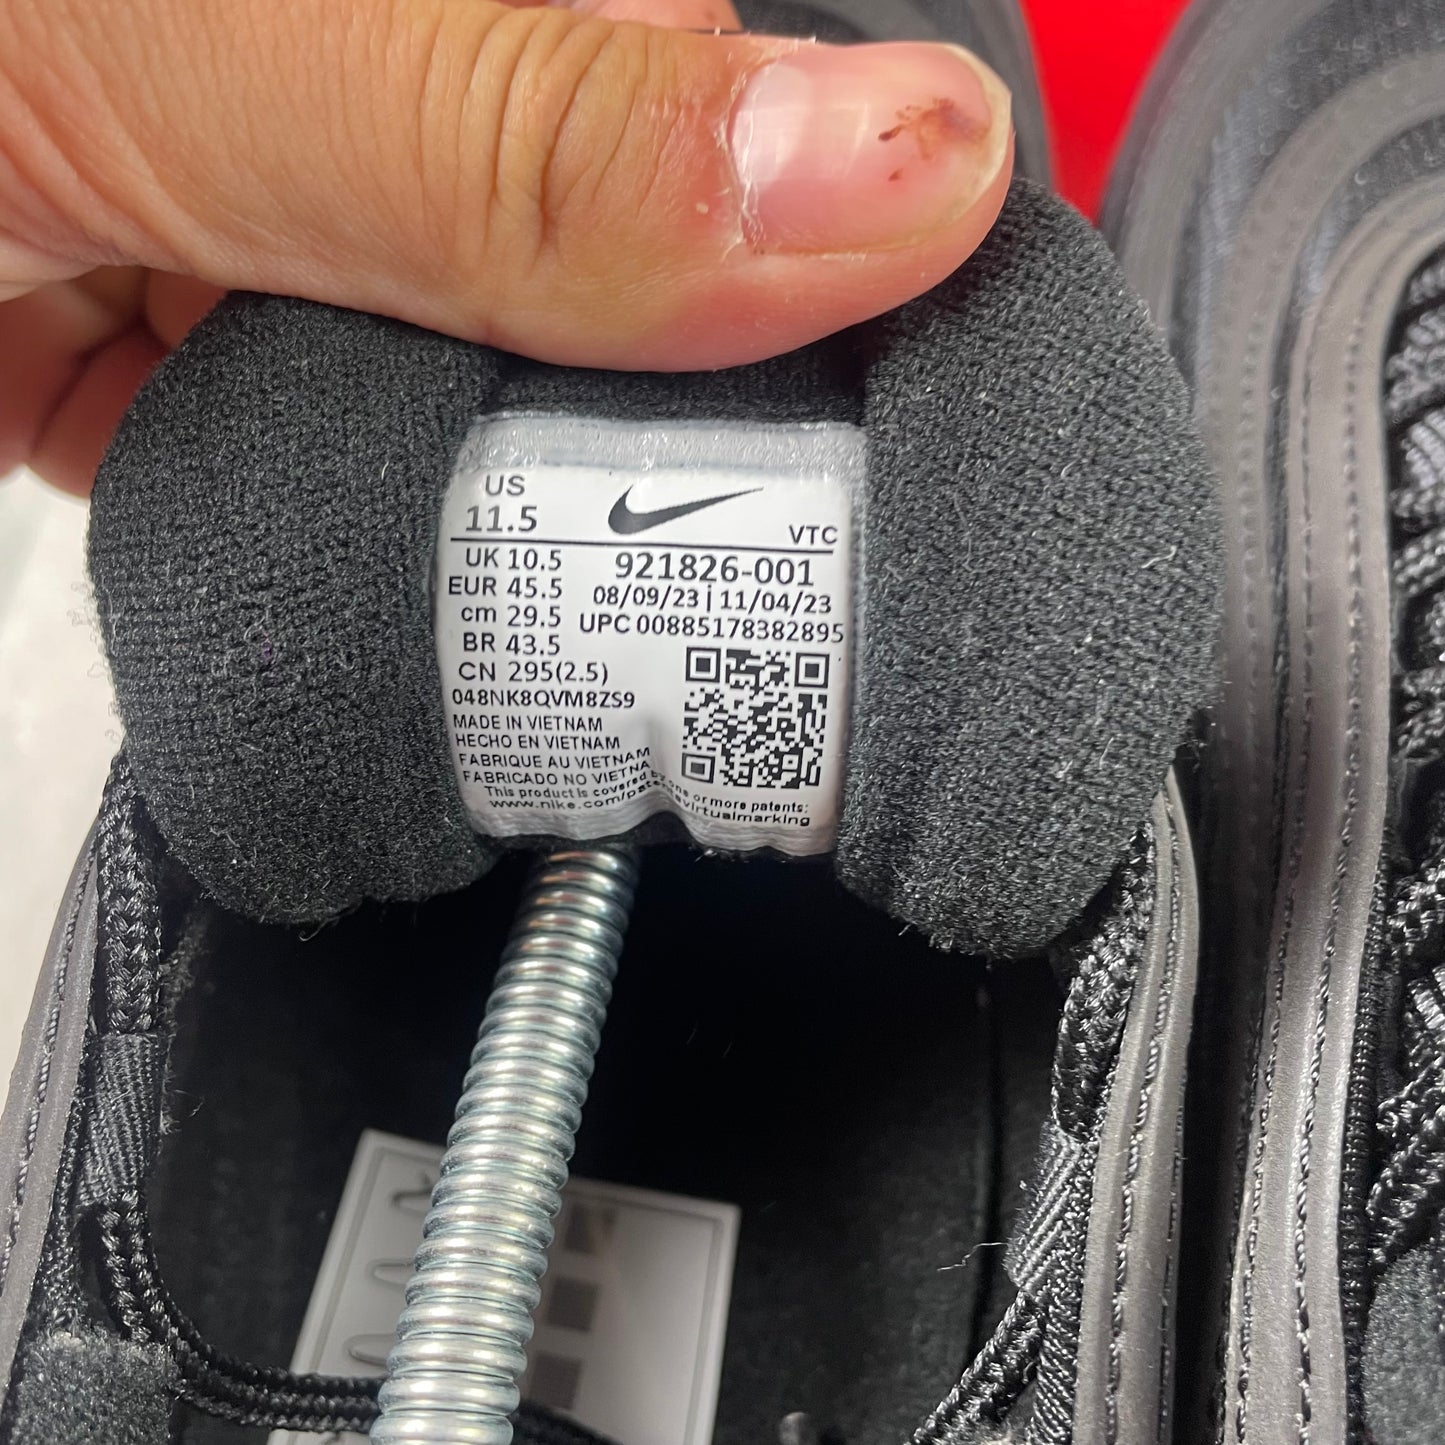 US
11.5
VTC
UK 10.5
EUR 45.5
cm 29.5
BR 43.5
CN 295(2.5)
921826-001
08/09/23 | 11/04/23
UPC 00885178382895
048NK8QVM8ZS9
MADE IN VIETNAM
HECHO EN VIETNAM
FABRIQUE AU VIETNAM
FABRICADO NO VIETNA
This product is covered by one or more patents:
www.nike.com/patentsvirtualmarking